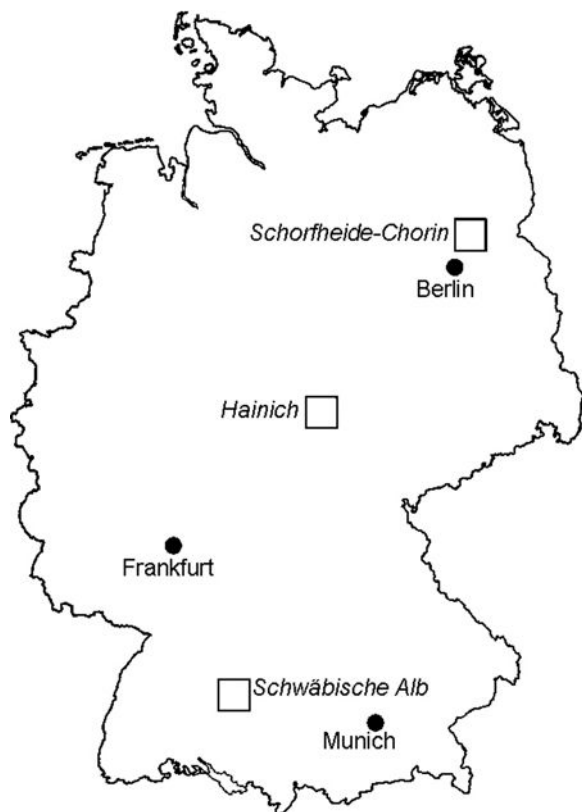 Schorfheide-Chorin
Berlin
Hainich
Frankfurt
Schwäbische Alb
Munich